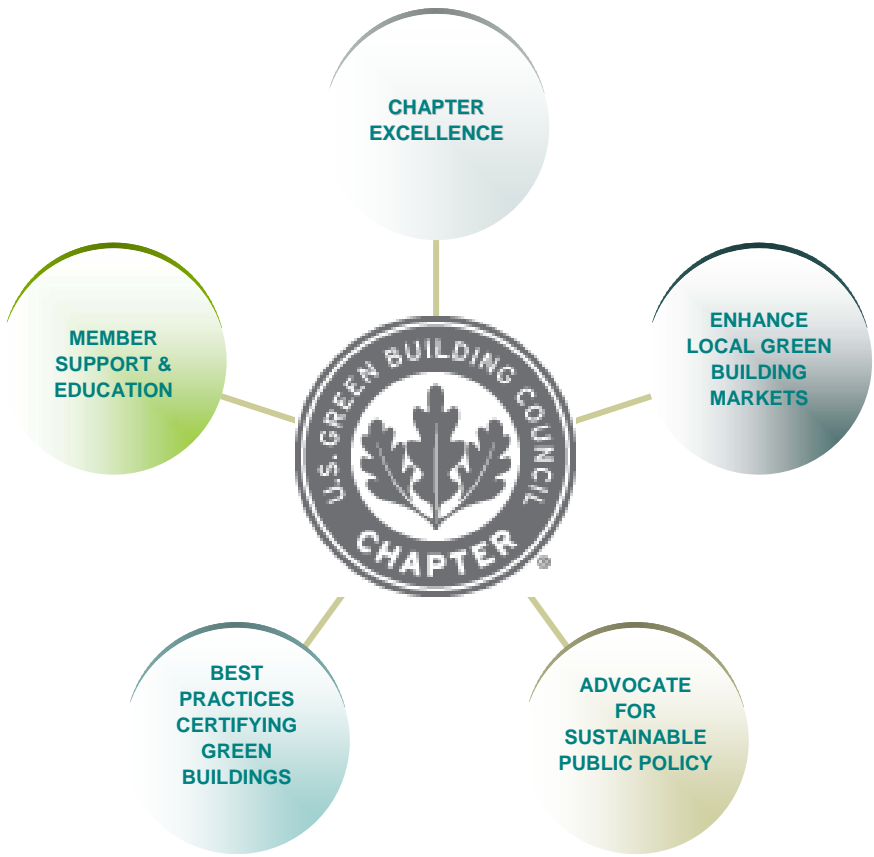 CHAPTER
EXCELLENCE
MEMBER
SUPPORT &
EDUCATION
ENHANCE
LOCAL GREEN
BUILDING
MARKETS
U.S. GREEN BUILDING COUNCIL
CHAPTER
®
BEST
PRACTICES
CERTIFYING
GREEN
BUILDINGS
ADVOCATE
FOR
SUSTAINABLE
PUBLIC POLICY